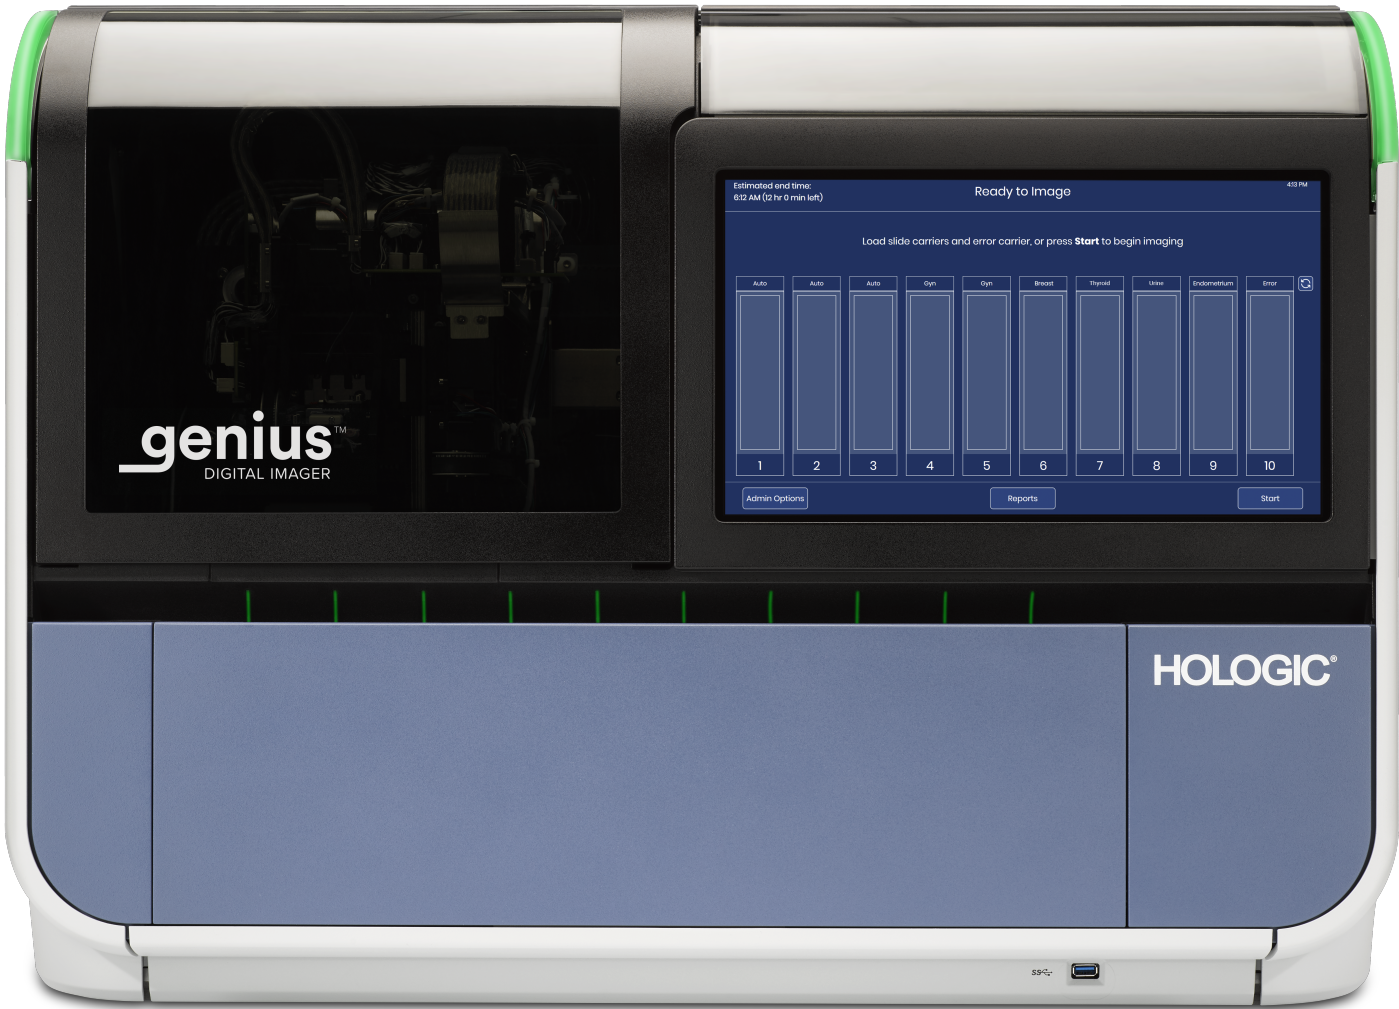 genius™
DIGITAL IMAGER
Estimated end time:
6:12 AM (12 hr 0 min left)
Ready to Image
4:13 PM
Load slide carriers and error carrier, or press Start to begin imaging
Auto Auto Auto Gyn Gyn Breast Thyroid Urine Endometrium Error
1 2 3 4 5 6 7 8 9 10
Admin Options Reports Start
HOLOGIC®
SS